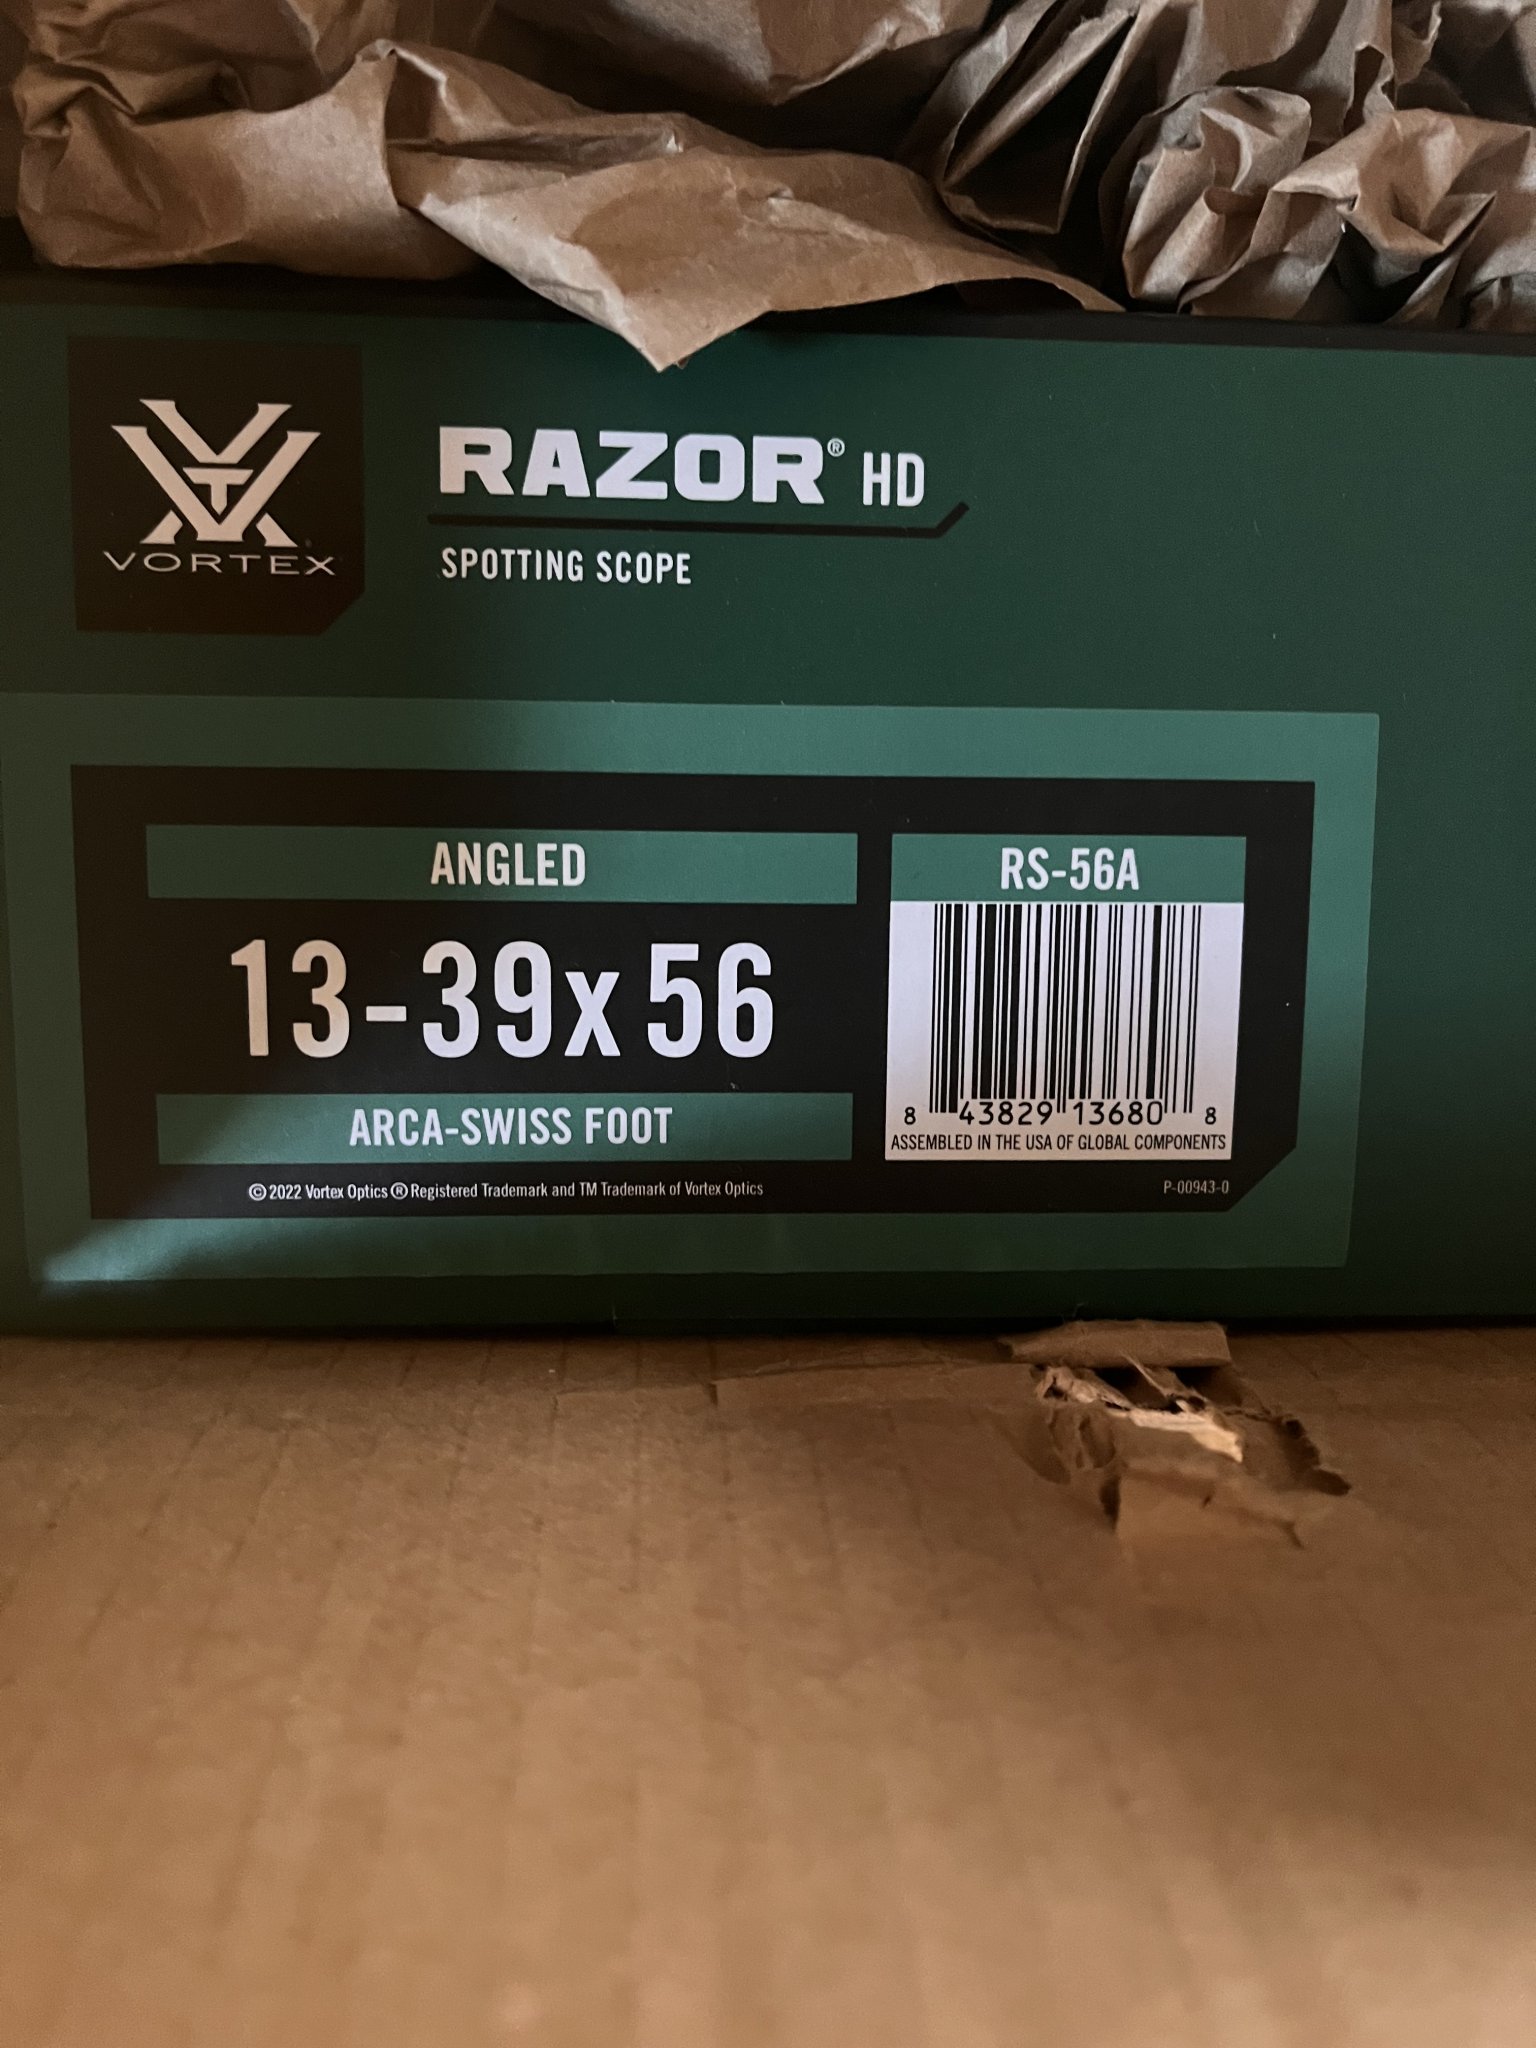 VORTEX
RAZOR® HD
SPOTTING SCOPE
ANGLED
13-39x56
ARCA-SWISS FOOT
© 2022 Vortex Optics ® Registered Trademark and TM Trademark of Vortex Optics
RS-56A
8 43829 13680 8
ASSEMBLED IN THE USA OF GLOBAL COMPONENTS
P-00943-0